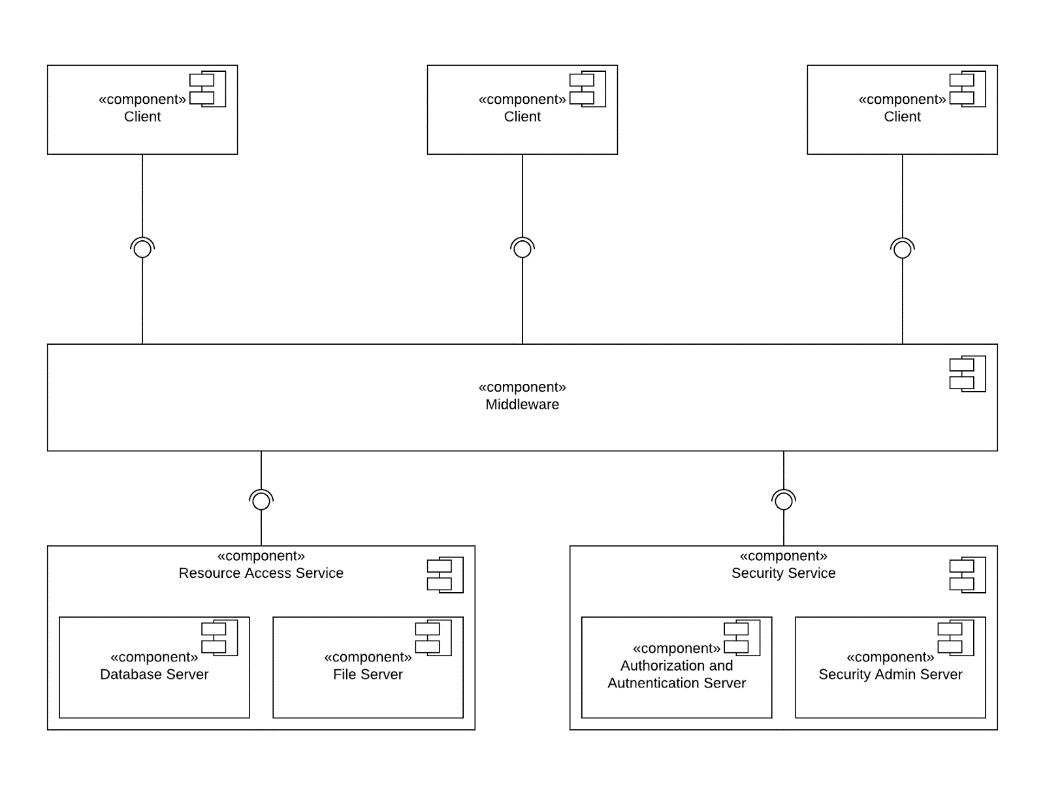 «component»
Client
«component»
Client
«component»
Client
«component»
Middleware
«component»
Resource Access Service
«component»
Database Server
«component»
File Server
«component»
Security Service
«component»
Authorization and
Autnentication Server
«component»
Security Admin Server